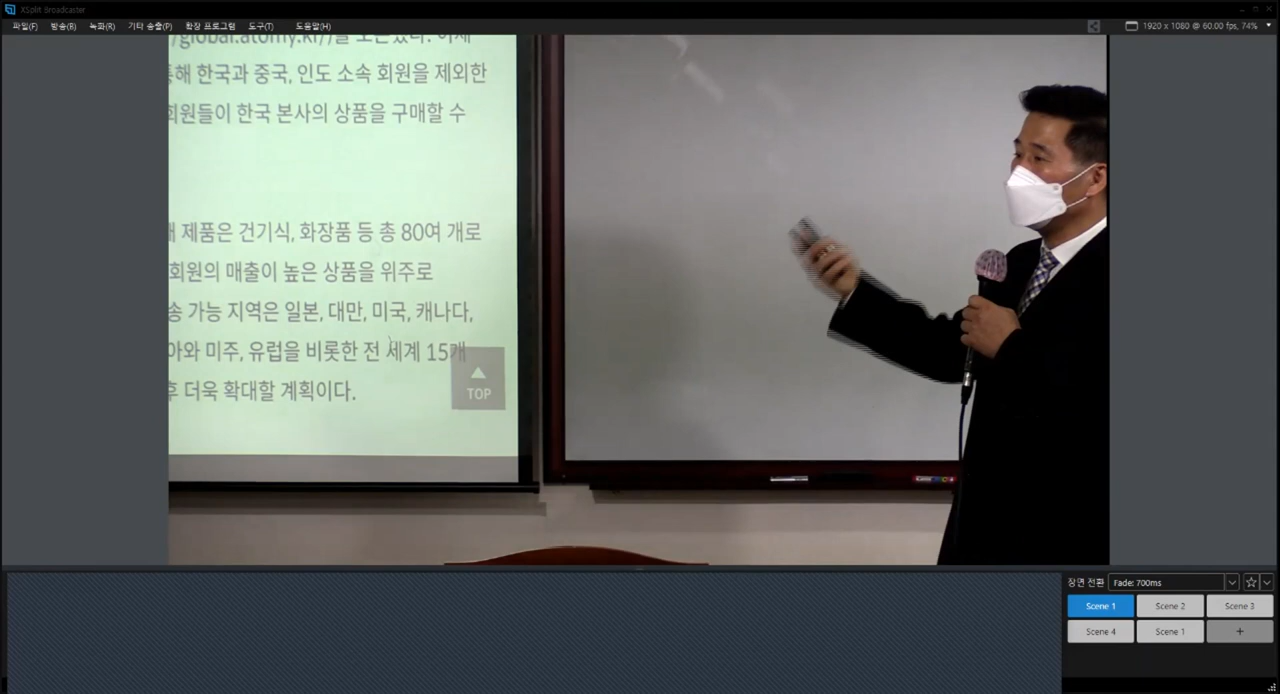 XSplit Broadcaster
파일(F) 방송(B) 녹화(R) 기타 송출(P) 확장 프로그램 도구(T) 도움말(H)
1920 x 1080 @ 60.00 fps, 74%
/global.atomy.kr/)을
통해 한국과 중국, 인도 소속 회원을 제외한
회원들이 한국 본사의 상품을 구매할 수
제품은 건기식, 화장품 등 총 80여 개로
회원의 매출이 높은 상품을 위주로
송 가능 지역은 일본, 대만, 미국, 캐나다,
아와 미주, 유럽을 비롯한 전 세계 15개
후 더욱 확대할 계획이다.
TOP
장면 전환 Fade: 700ms
Scene 1 Scene 2 Scene 3
Scene 4 Scene 1 +